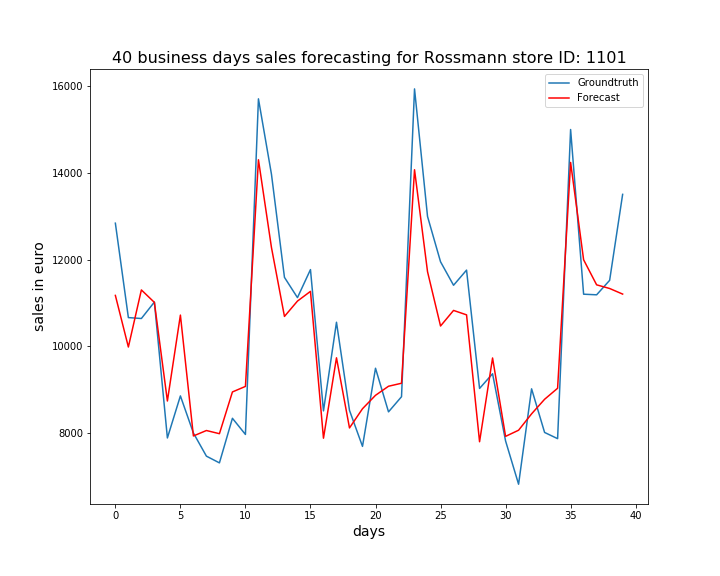 40 business days sales forecasting for Rossmann store ID: 1101
Groundtruth
Forecast
16000
14000
12000
10000
8000
sales in euro
0 5 10 15 20 25 30 35 40
days